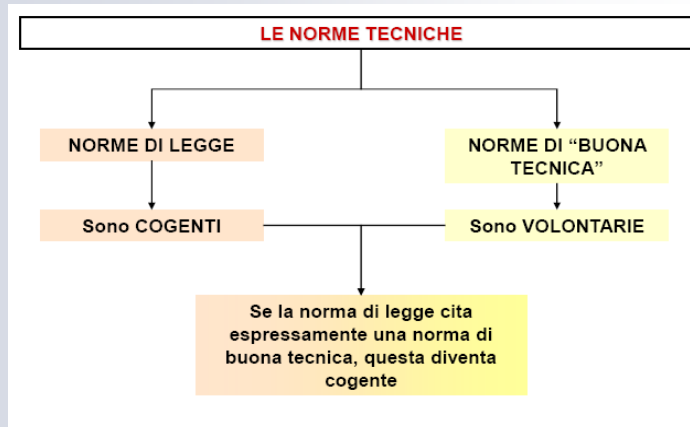 LE NORME TECNICHE
NORME DI LEGGE
NORME DI “BUONA
TECNICA”
Sono COGENTI
Sono VOLONTARIE
Se la norma di legge cita
espressamente una norma di
buona tecnica, questa diventa
cogente